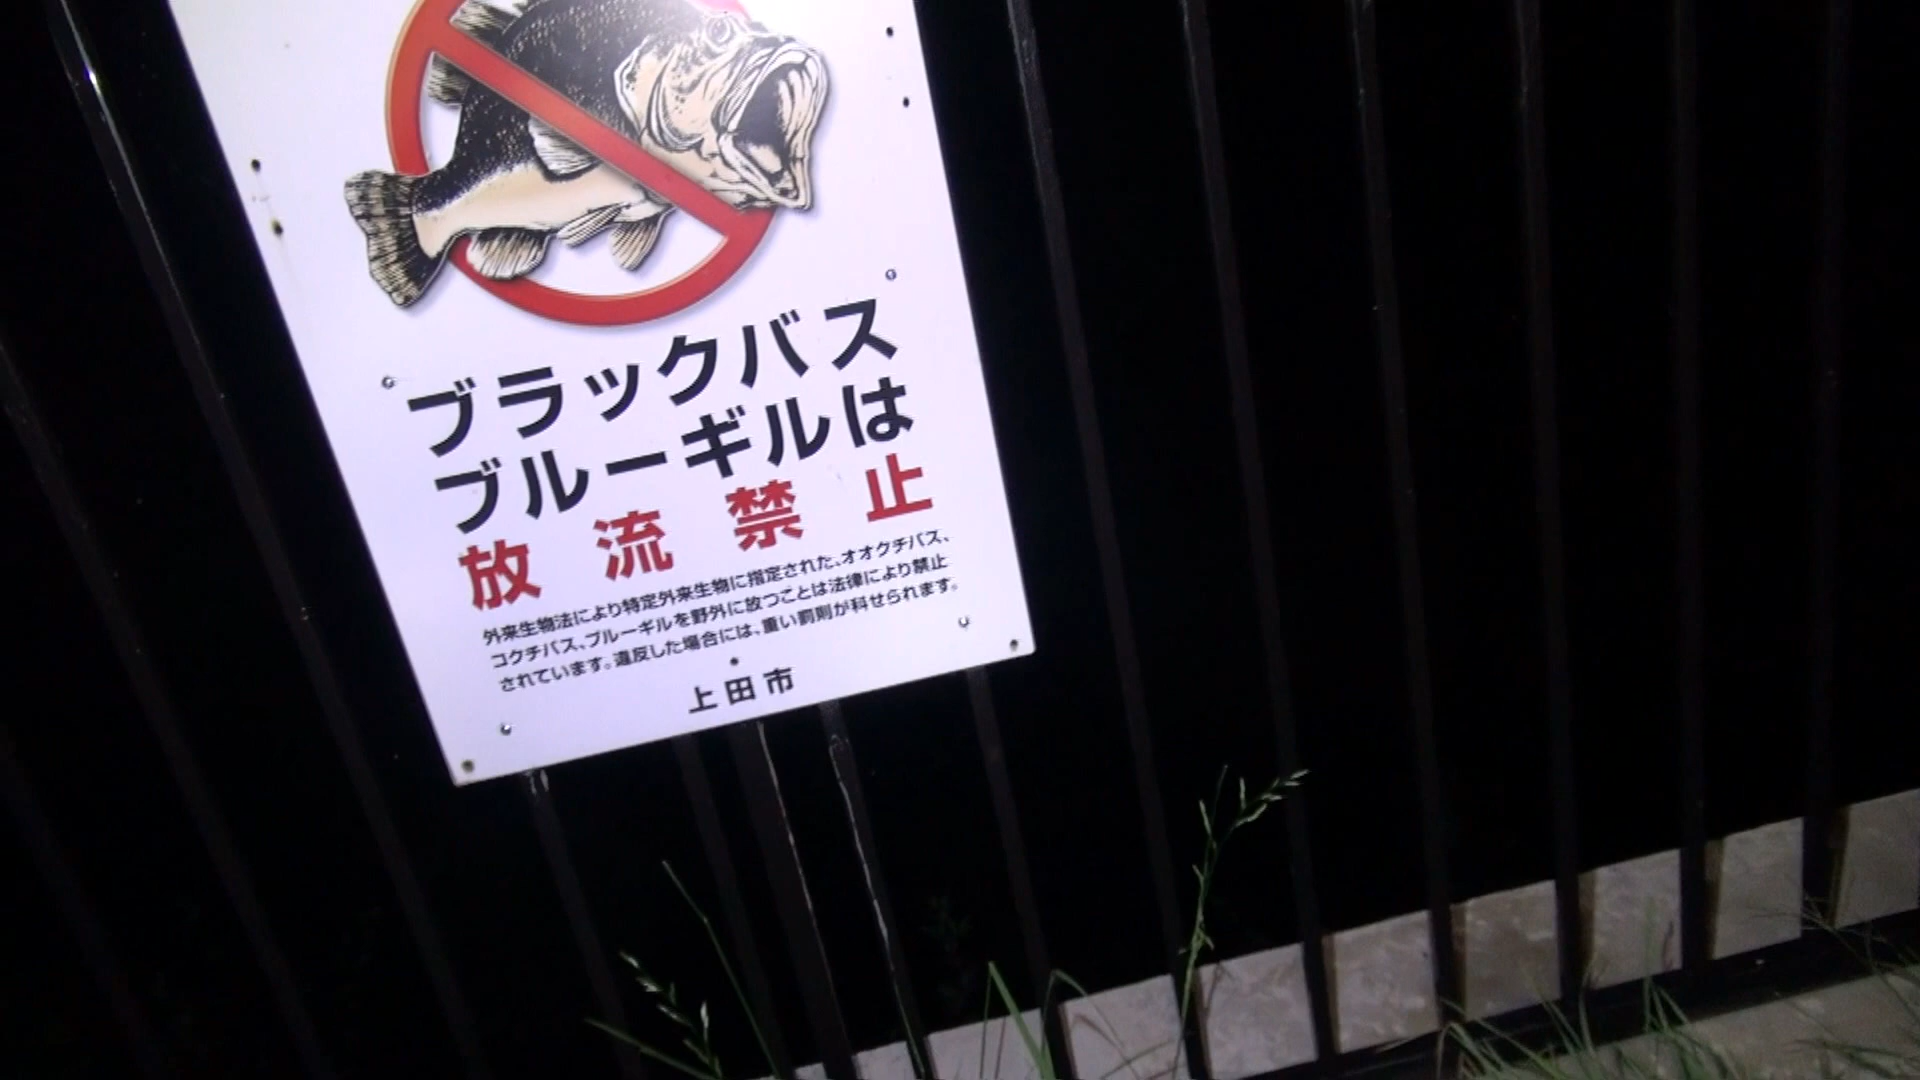 ブラックバス
ブルーギルは
放流禁止
外来生物法により特定外来生物に指定された、オオクチバス、
コクチバス、ブルーギルを野外に放つことは法律により禁止
されています。違反した場合には、重い罰則が科せられます。
上田市